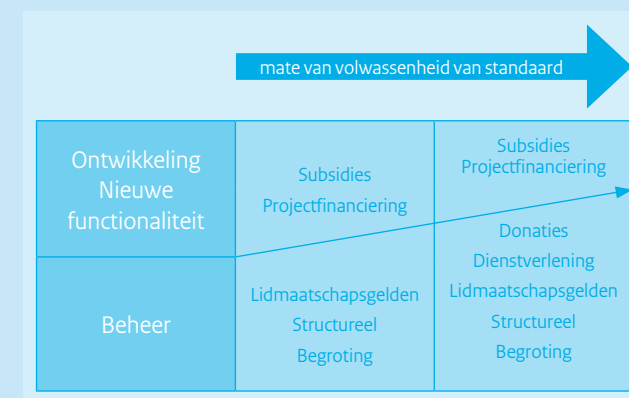 mate van volwassenheid van standaard
Ontwikkeling
Nieuwe
functionaliteit
Subsidies
Projectfinanciering
Subsidies
Projectfinanciering
Beheer
Lidmaatschapsgelden
Structureel
Begroting
Donaties
Dienstverlening
Lidmaatschapsgelden
Structureel
Begroting